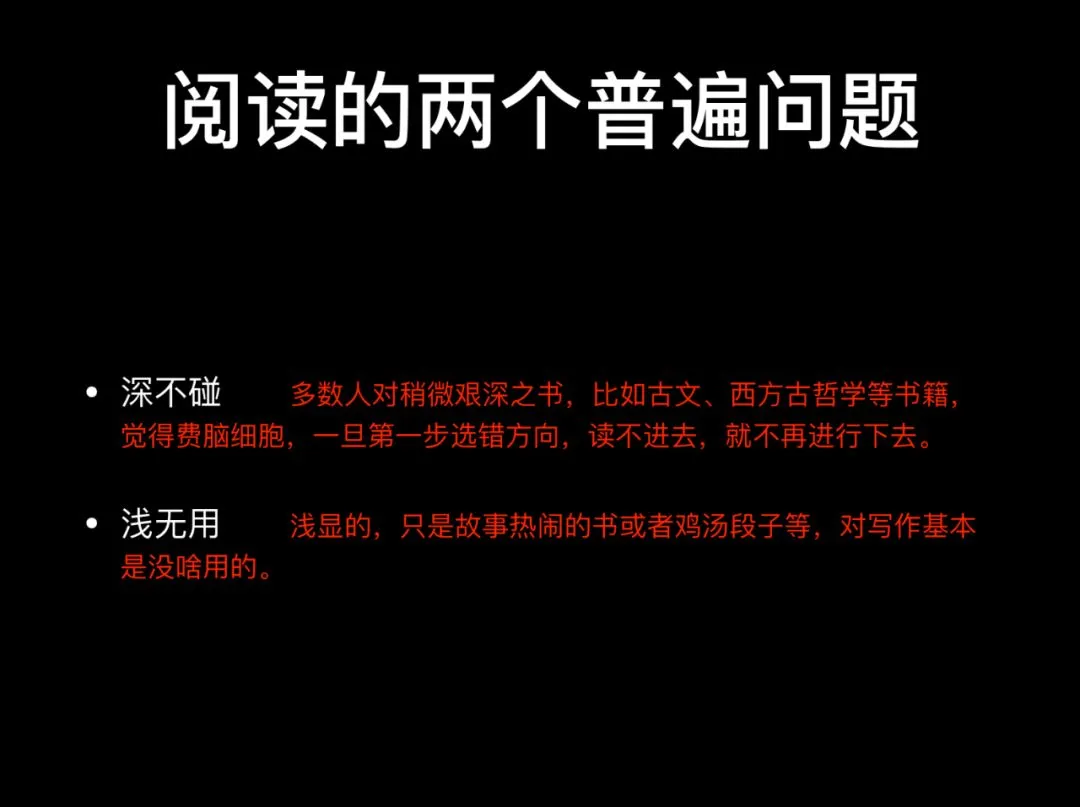 阅读的两个普遍问题
• 深不碰 多数人对稍微艰深之书，比如古文、西方古哲学等书籍，
觉得费脑细胞，一旦第一步选错方向，读不进去，就不再进行下去。
• 浅无用 浅显的，只是故事热闹的书或者鸡汤段子等，对写作基本
是没啥用的。